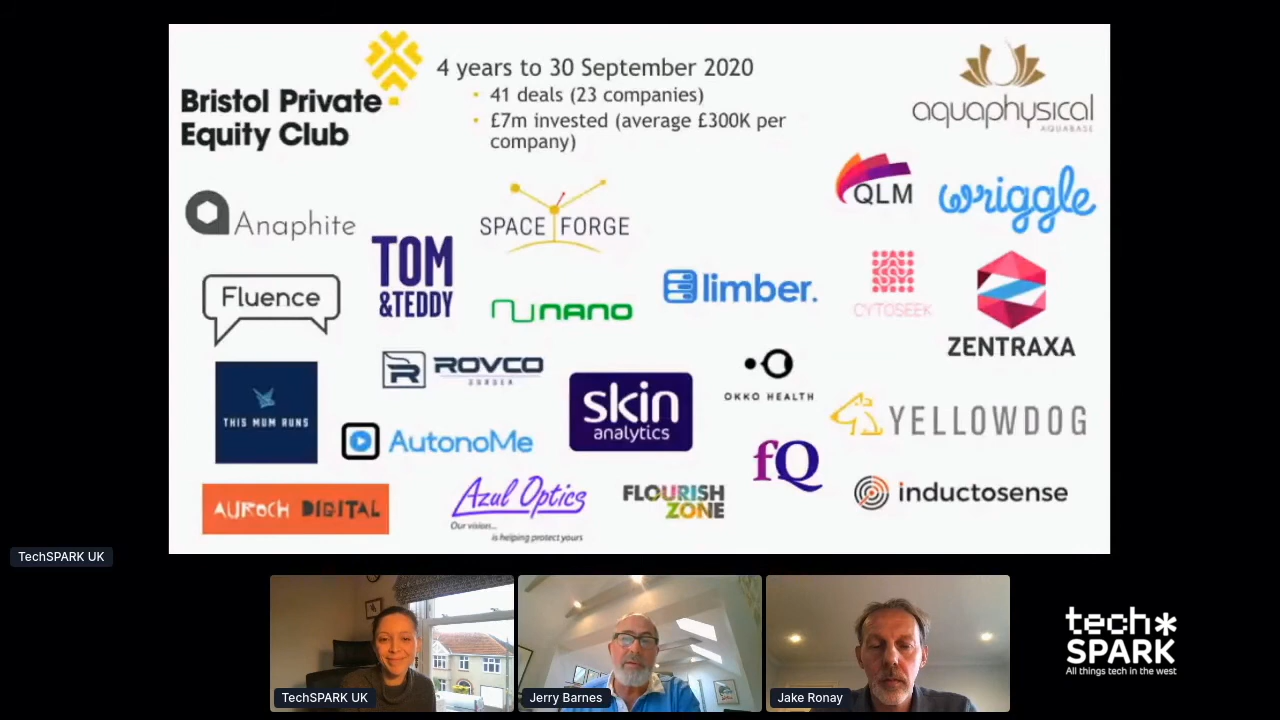 Bristol Private
Equity Club
4 years to 30 September 2020
• 41 deals (23 companies)
• £7m invested (average £300K per
company)
aquaphysical
AQUABASE
Anaphite
SPACE FORGE
QLM
wriggle
TOM
&TEDDY
Fluence
NANO
limber.
CYTOSEEK
ZENTRAXA
THIS MUM RUNS
ROVCO
skin
analytics
OKKO HEALTH
YELLOWDOG
AutonoMe
fQ
AUROCH DIGITAL
Azul Optics
Our vision...
is helping protect yours
FLOURISH
ZONE
inductosense
TechSPARK UK
TechSPARK UK
Jerry Barnes
Jake Ronay
tech*
SPARK
All things tech in the west